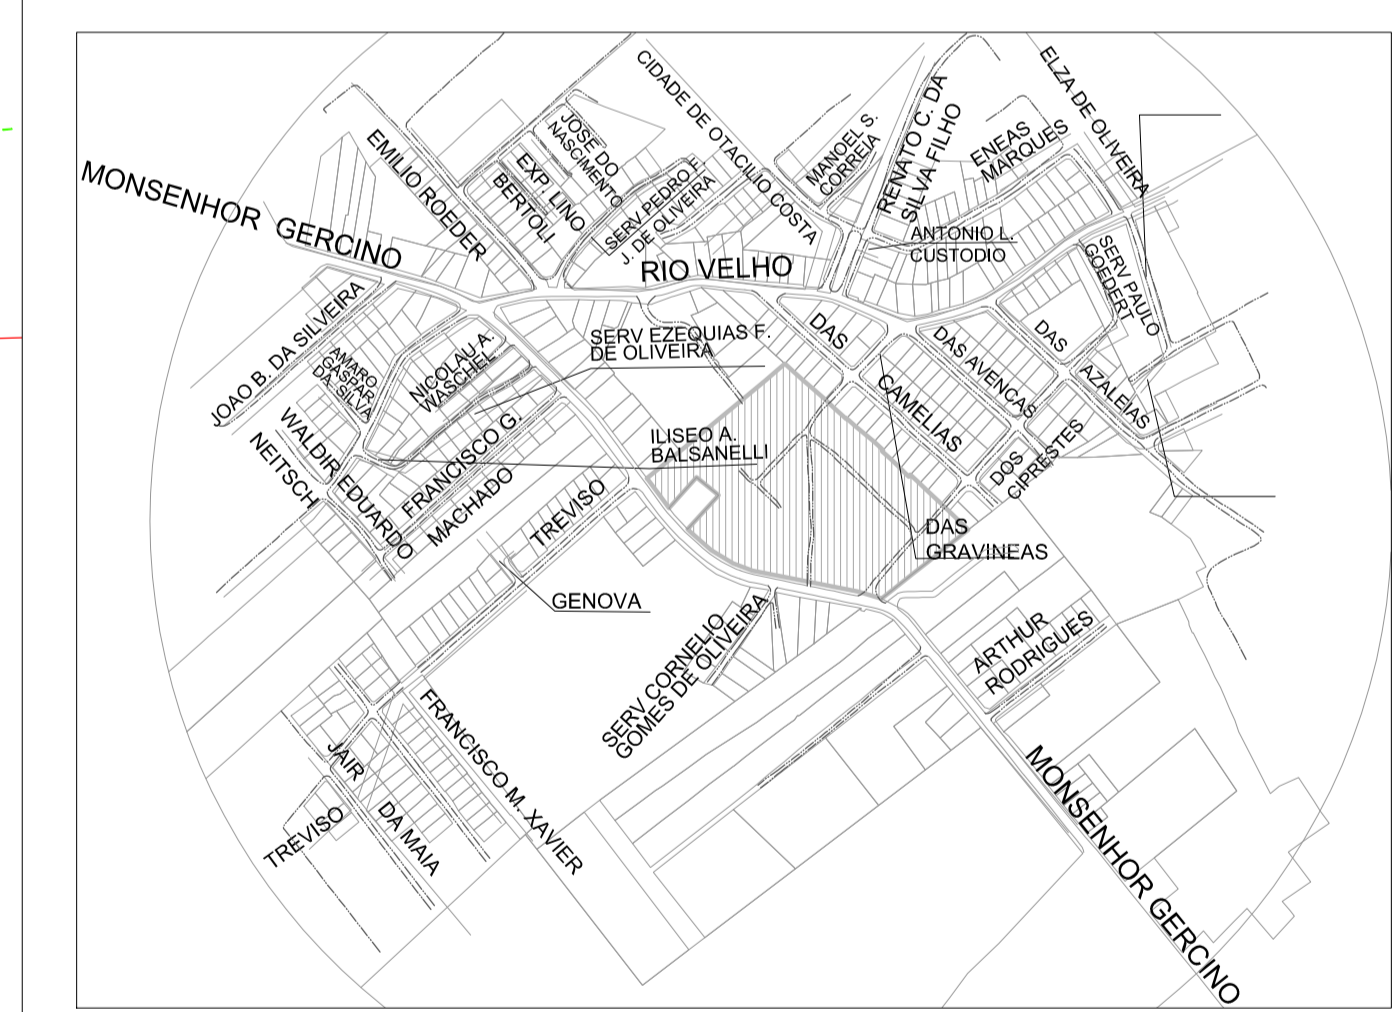 MONSENHOR GERCINO
EMILIO ROEDER
JOSE DO
NASCIMENTO
EXP. LINO
BERTOLI
SERV PEDRO F.
J. DE OLIVEIRA
CIDADE DE OTACILIO COSTA
MANOEL S.
CORREIA
RENATO C. DA
SILVA FILHO
ENEAS
MARQUES
ELZA DE OLIVEIRA
ANTONIO L.
CUSTODIO
RIO VELHO
SERV PAULO
GOEDERT
JOAO B. DA SILVEIRA
AMARO
GASPAR
DA SILVA
NICOLAU A.
WASCHEL
SERV EZEQUIAS F.
DE OLIVEIRA
DAS
CAMELIAS
DAS AVENCAS
DAS
AZALEIAS
WALDIR EDUARDO
NEITSCH
FRANCISCO G.
MACHADO
ILISEO A.
BALSANELLI
DOS
CIPRESTES
TREVISO
DAS
GRAVINEAS
GENOVA
SERV CORNELIO
GOMES DE OLIVEIRA
ARTHUR
RODRIGUES
FRANCISCO M. XAVIER
JAIR
DA MAIA
TREVISO
MONSENHOR GERCINO